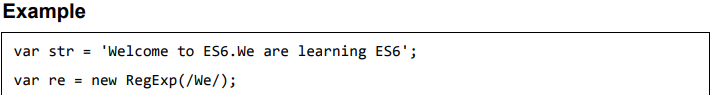 Example
var str = 'Welcome to ES6.We are learning ES6';
var re = new RegExp(/We/);